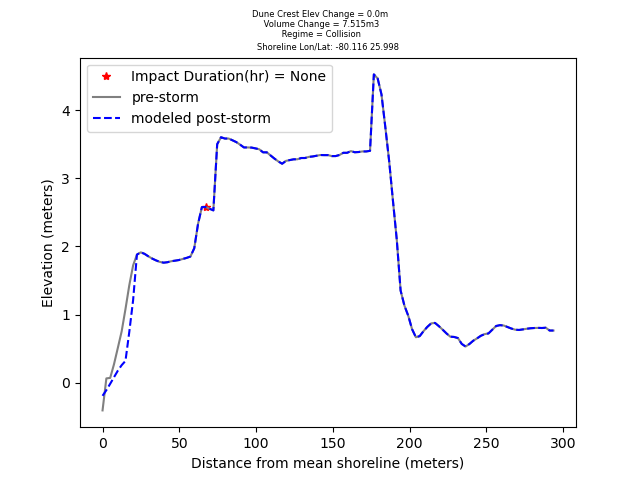 Dune Crest Elev Change = 0.0m
Volume Change = 7.515m3
Regime = Collision
Shoreline Lon/Lat: -80.116 25.998
Impact Duration(hr) = None
pre-storm
modeled post-storm
Elevation (meters)
4
3
2
1
0
0 50 100 150 200 250 300
Distance from mean shoreline (meters)